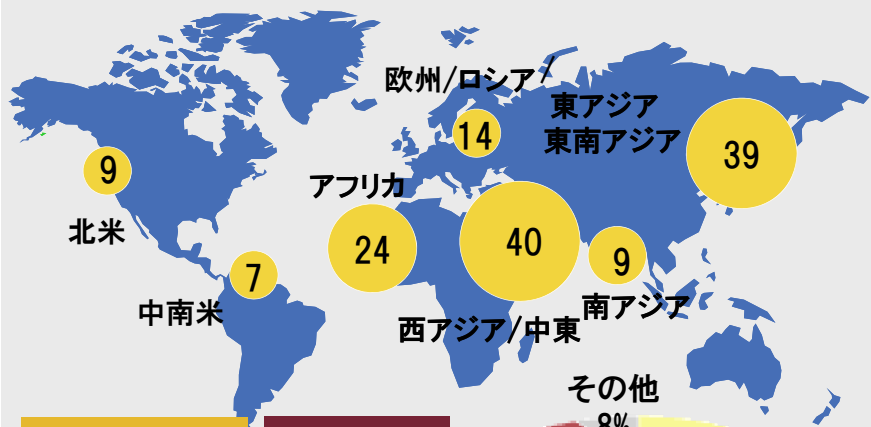 欧州/ロシア/
東アジア
東南アジア
14
39
9
アフリカ
北米
24
40
9
7
南アジア
中南米
西アジア/中東
その他
8%